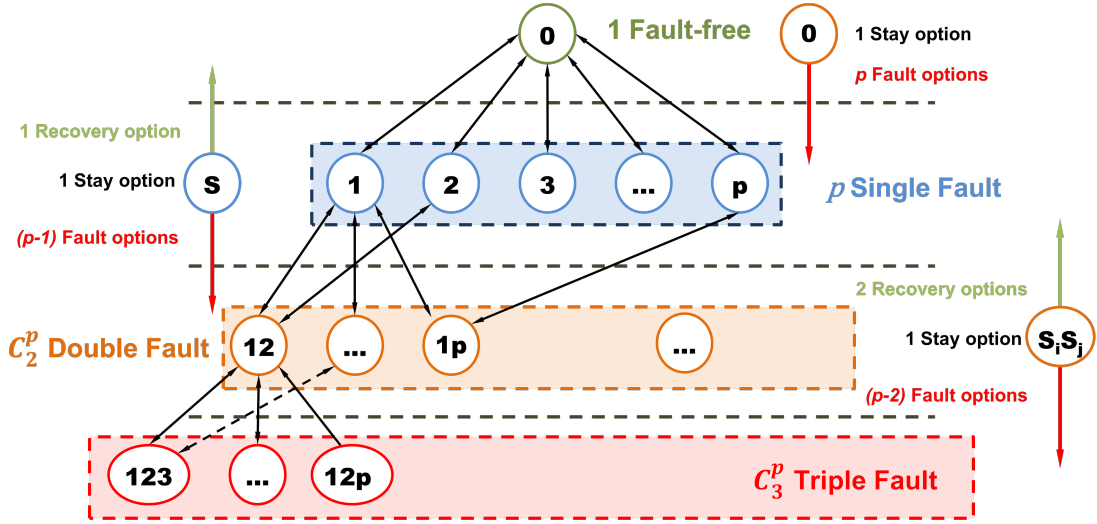 0
1 Fault-free
0
1 Stay option
p Fault options
1 Recovery option
S
1 Stay option
(p-1) Fault options
1
2
3
...
p
p Single Fault
C₂ᵖ Double Fault
12
...
1p
...
2 Recovery options
1 Stay option
SᵢSⱼ
(p-2) Fault options
123
...
12p
C₃ᵖ Triple Fault